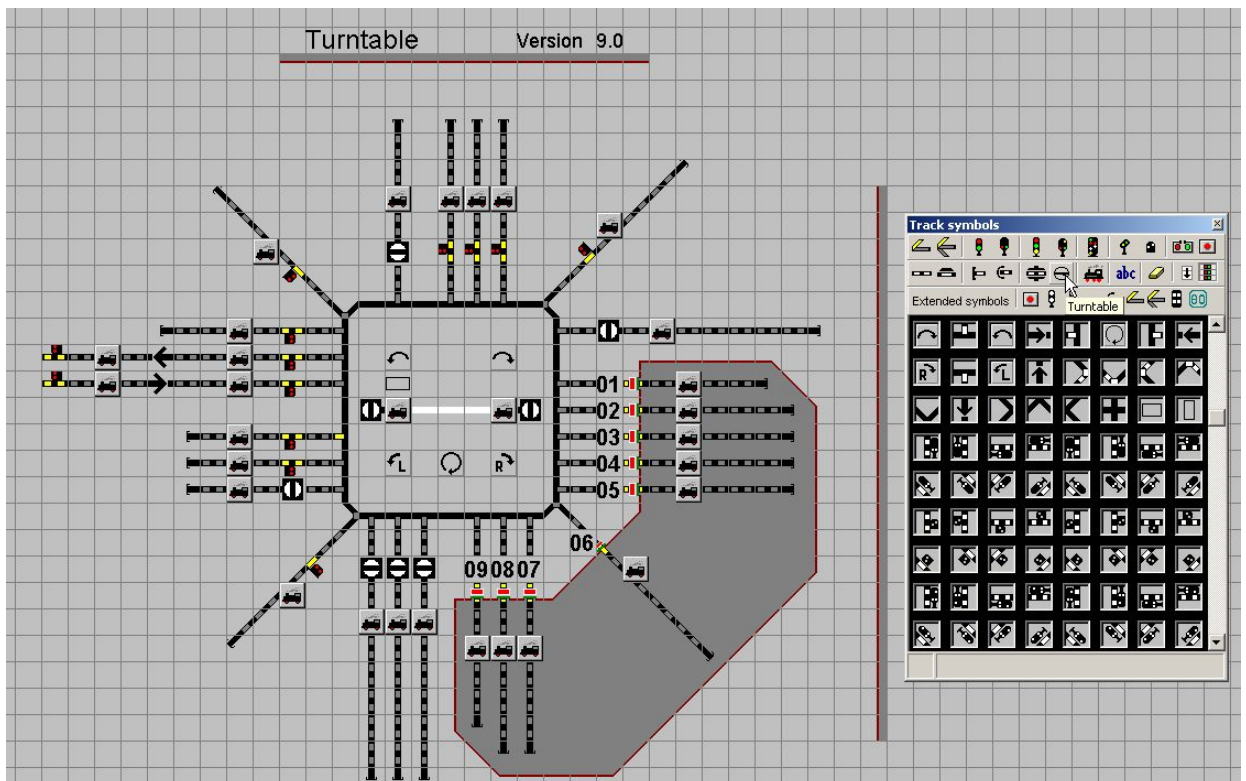 Turntable Version 9.0
Track symbols
abc
Extended symbols
Turntable
80
R L
01
02
03
L R
04
05
06
09 08 07